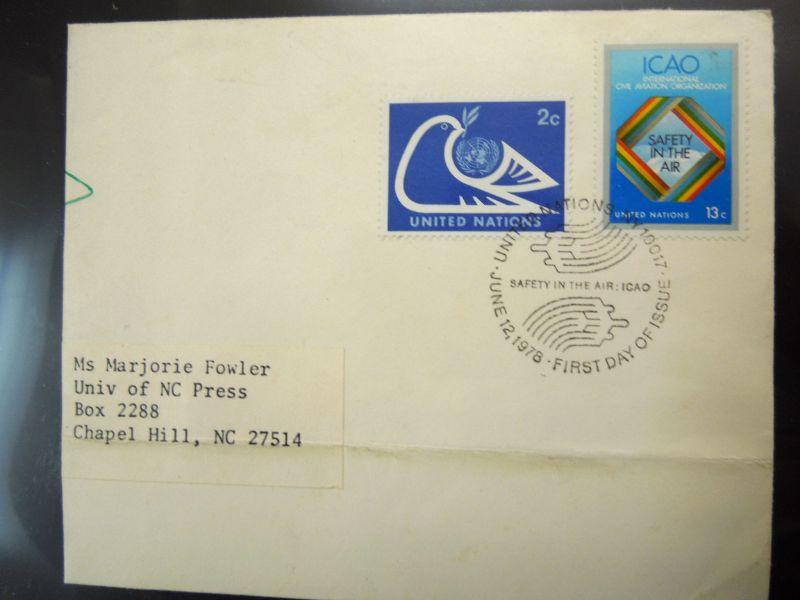 ICAO
INTERNATIONAL
CIVIL AVIATION ORGANIZATION
SAFETY
IN THE
AIR
UNITED NATIONS 13c
2c
UNITED NATIONS
UNITED NATIONS, NY 10017
SAFETY IN THE AIR: ICAO
JUNE 12, 1978 · FIRST DAY OF ISSUE
Ms Marjorie Fowler
Univ of NC Press
Box 2288
Chapel Hill, NC 27514